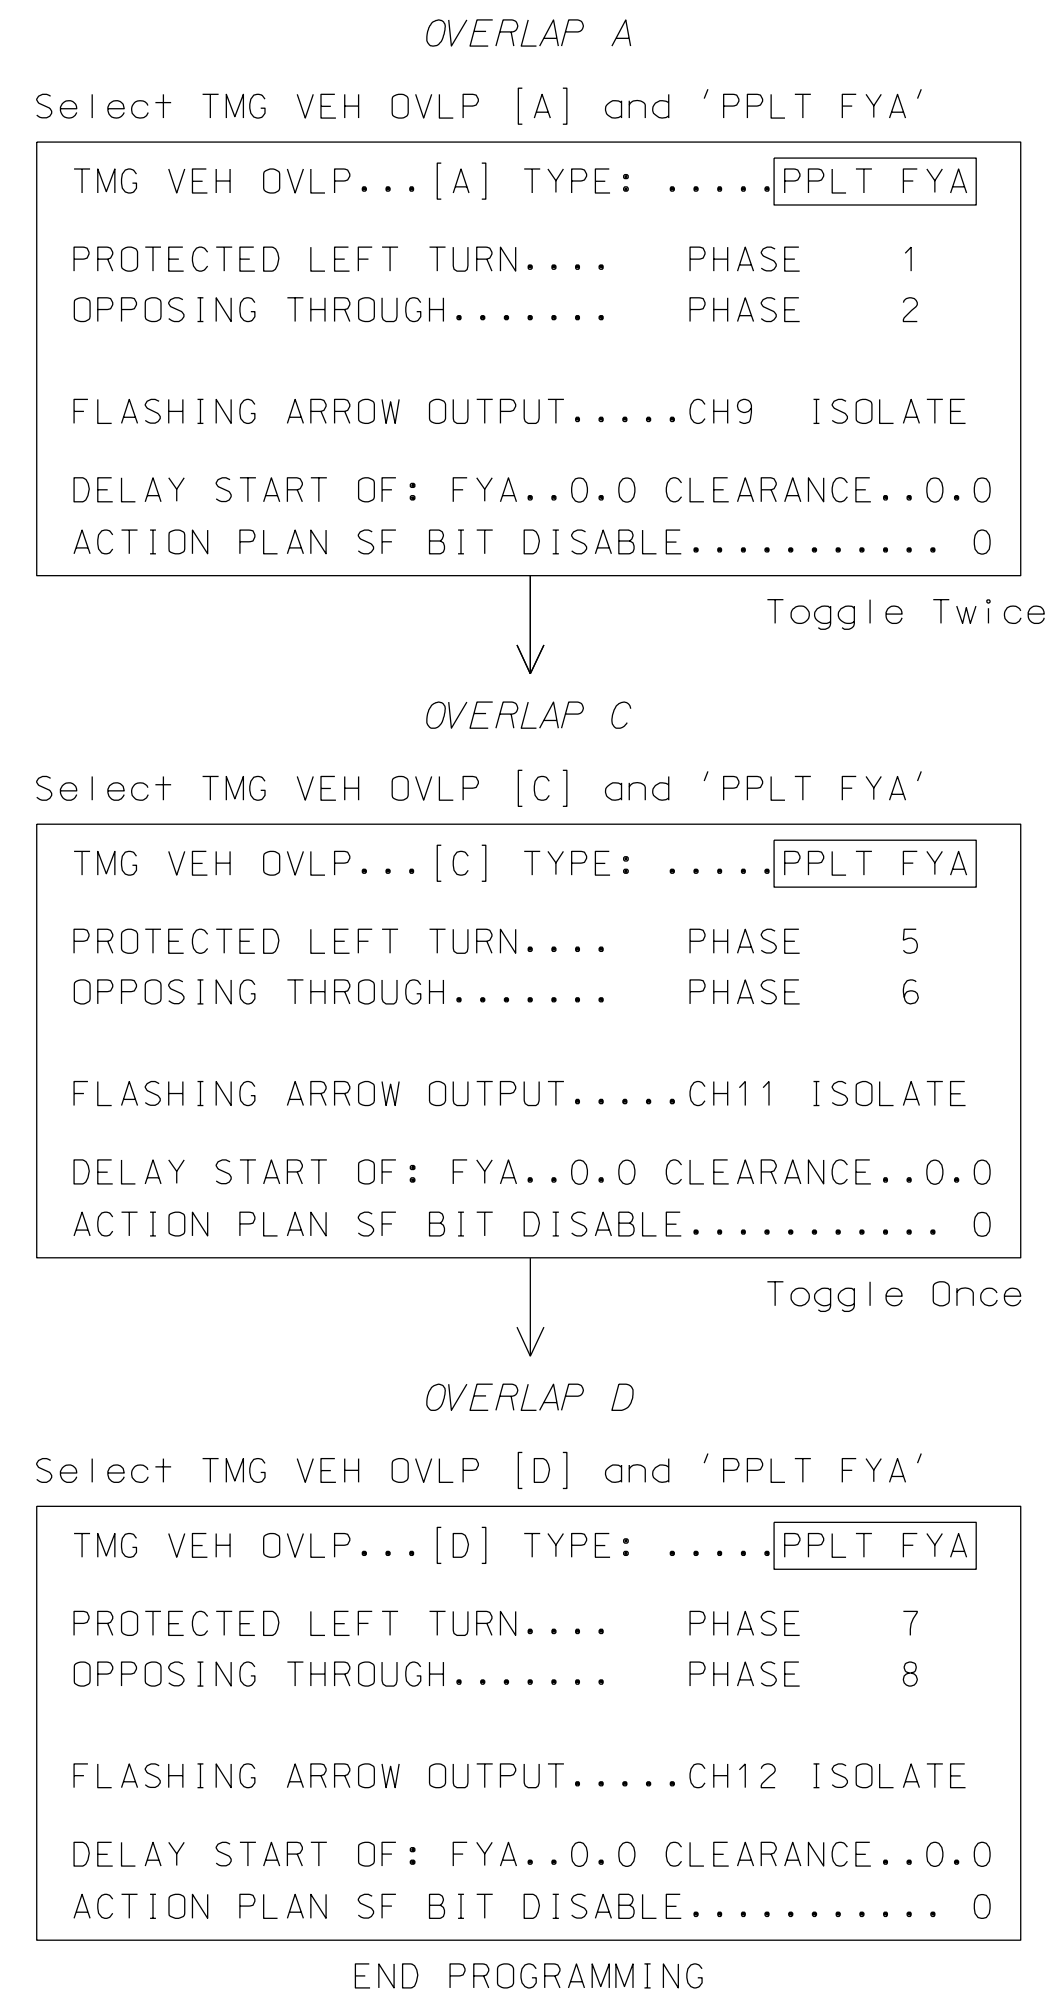 OVERLAP A
Select TMG VEH OVLP [A] and 'PPLT FYA'
TMG VEH OVLP...[A] TYPE: .....PPLT FYA
PROTECTED LEFT TURN.... PHASE 1
OPPOSING THROUGH....... PHASE 2
FLASHING ARROW OUTPUT.....CH9 ISOLATE
DELAY START OF: FYA..0.0 CLEARANCE..0.0
ACTION PLAN SF BIT DISABLE........... 0
Toggle Twice
OVERLAP C
Select TMG VEH OVLP [C] and 'PPLT FYA'
TMG VEH OVLP...[C] TYPE: .....PPLT FYA
PROTECTED LEFT TURN.... PHASE 5
OPPOSING THROUGH....... PHASE 6
FLASHING ARROW OUTPUT.....CH11 ISOLATE
DELAY START OF: FYA..0.0 CLEARANCE..0.0
ACTION PLAN SF BIT DISABLE........... 0
Toggle Once
OVERLAP D
Select TMG VEH OVLP [D] and 'PPLT FYA'
TMG VEH OVLP...[D] TYPE: .....PPLT FYA
PROTECTED LEFT TURN.... PHASE 7
OPPOSING THROUGH....... PHASE 8
FLASHING ARROW OUTPUT.....CH12 ISOLATE
DELAY START OF: FYA..0.0 CLEARANCE..0.0
ACTION PLAN SF BIT DISABLE........... 0
END PROGRAMMING